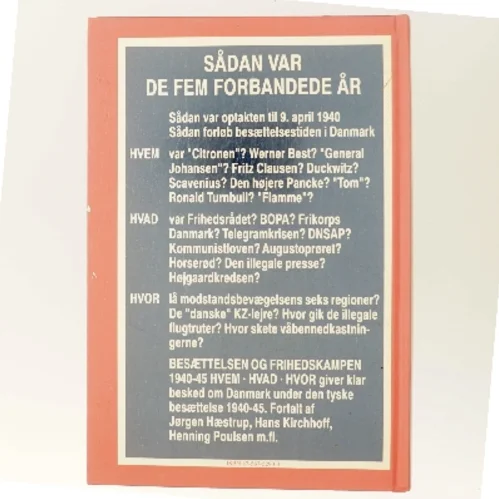 SÅDAN VAR
DE FEM FORBANDEDE ÅR
Sådan var optakten til 9. april 1940
Sådan forløb besættelsestiden i Danmark
HVEM var "Citronen"? Werner Best? "General
Johansen"? Fritz Clausen? Duckwitz?
Scavenius? Den højere Pancke? "Tom"?
Ronald Turnbull? "Flamme"?
HVAD var Frihedsrådet? BOPA? Frikorps
Danmark? Telegramkrisen? DNSAP?
Kommunistloven? Augustoprøret?
Horserød? Den illegale presse?
Højgaardkredsen?
HVOR lå modstandsbevægelsens seks regioner?
De "danske" KZ-lejre? Hvor gik de illegale
flugtruter? Hvor skete våbennedkastnin-
gerne?
BESÆTTELSEN OG FRIHEDSKAMPEN
1940-45 HVEM · HVAD · HVOR giver klar
besked om Danmark under den tyske
besættelse 1940-45. Fortalt af
Jørgen Hæstrup, Hans Kirchhoff,
Henning Poulsen m.fl.